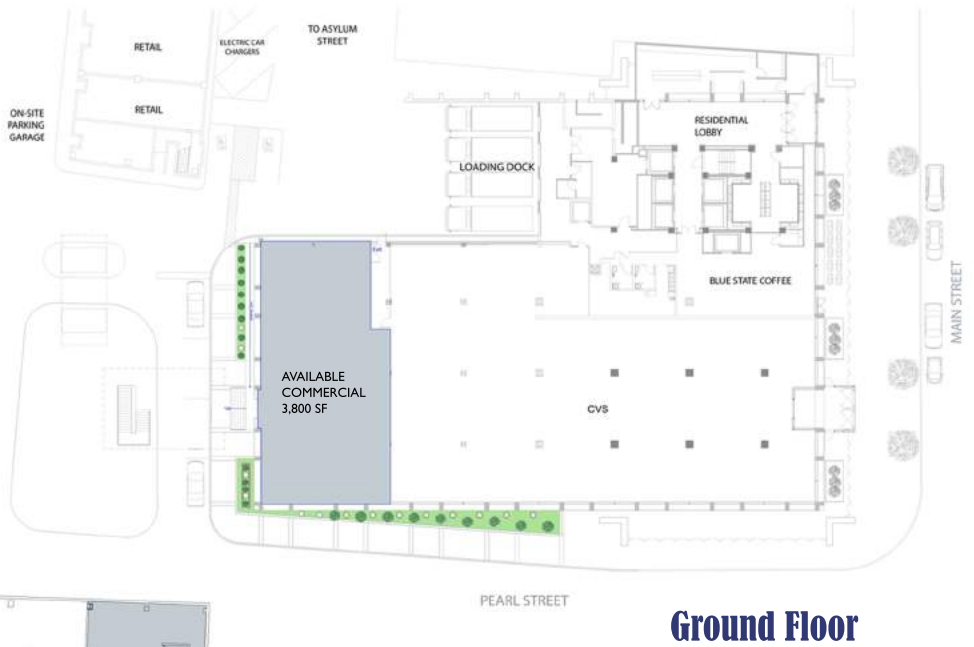 TO ASYLUM
STREET
RETAIL
ELECTRIC CAR
CHARGERS
RETAIL
ON-SITE
PARKING
GARAGE
RESIDENTIAL
LOBBY
LOADING DOCK
BLUE STATE COFFEE
MAIN STREET
AVAILABLE
COMMERCIAL
3,800 SF
CVS
PEARL STREET
Ground Floor